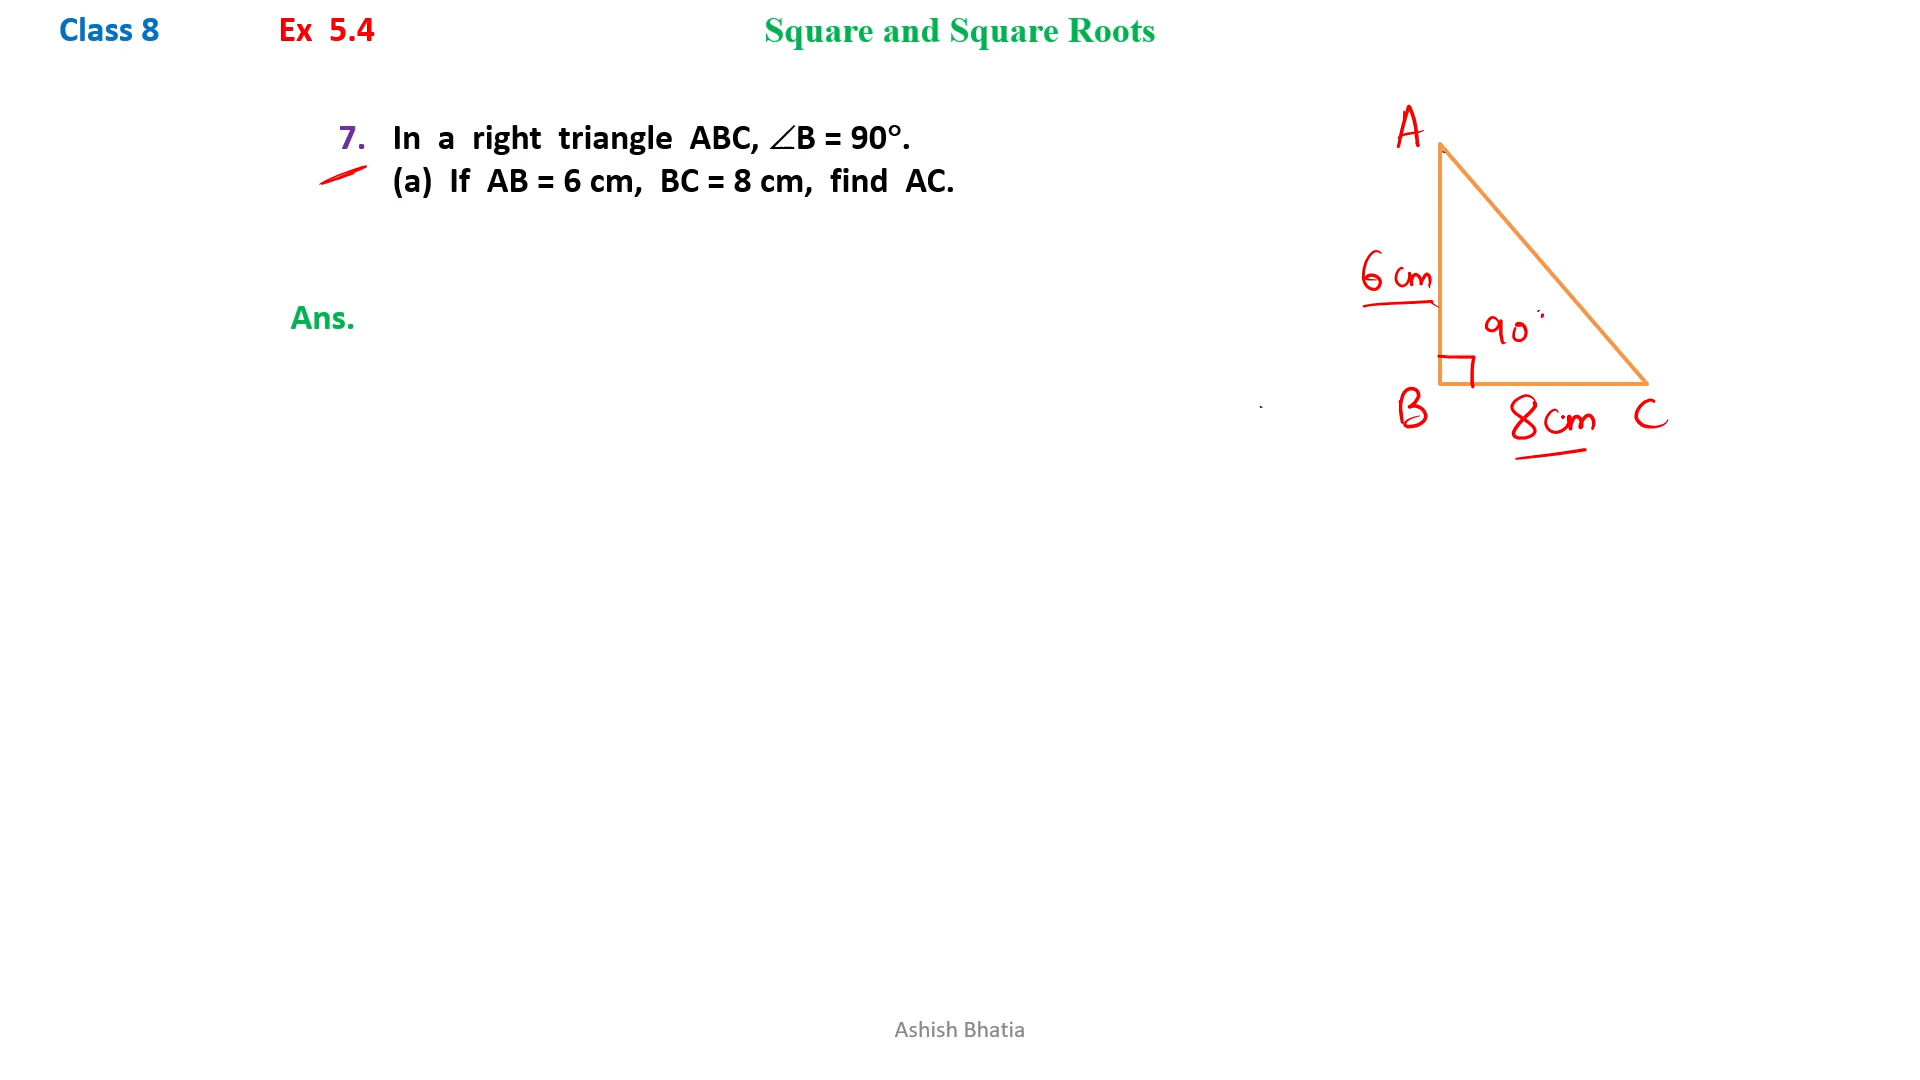 Class 8 Ex 5.4 Square and Square Roots
7. In a right triangle ABC, ∠B = 90°.
(a) If AB = 6 cm, BC = 8 cm, find AC.
Ans.
A
6 cm
90°
B 8 cm C
Ashish Bhatia